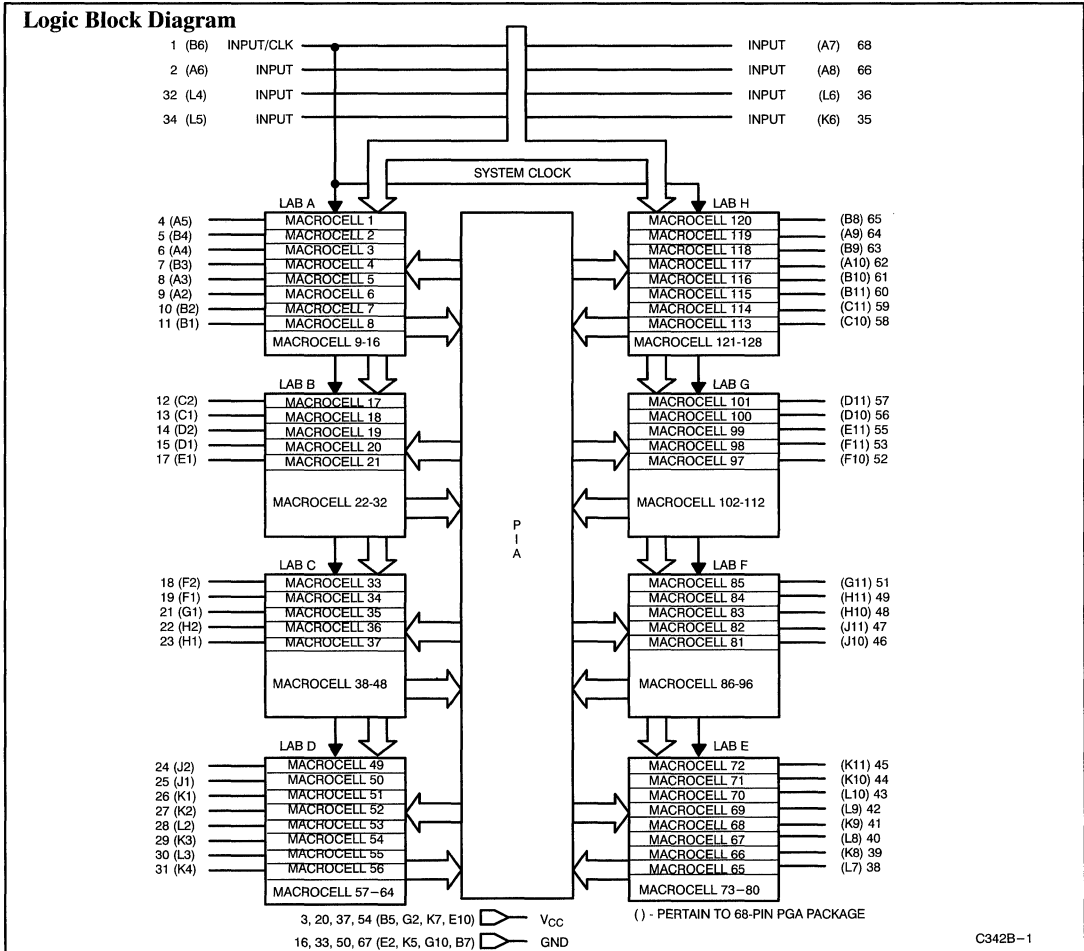 Logic Block Diagram
1 (B6) INPUT/CLK INPUT (A7) 68
2 (A6) INPUT INPUT (A8) 66
32 (L4) INPUT INPUT (L6) 36
34 (L5) INPUT INPUT (K6) 35
SYSTEM CLOCK
LAB A LAB H
4 (A5) MACROCELL 1 MACROCELL 120 (B8) 65
5 (B4) MACROCELL 2 MACROCELL 119 (A9) 64
6 (A4) MACROCELL 3 MACROCELL 118 (B9) 63
7 (B3) MACROCELL 4 MACROCELL 117 (A10) 62
8 (A3) MACROCELL 5 MACROCELL 116 (B10) 61
9 (A2) MACROCELL 6 MACROCELL 115 (B11) 60
10 (B2) MACROCELL 7 MACROCELL 114 (C11) 59
11 (B1) MACROCELL 8 MACROCELL 113 (C10) 58
MACROCELL 9-16 MACROCELL 121-128
LAB B LAB G
12 (C2) MACROCELL 17 MACROCELL 101 (D11) 57
13 (C1) MACROCELL 18 MACROCELL 100 (D10) 56
14 (D2) MACROCELL 19 MACROCELL 99 (E11) 55
15 (D1) MACROCELL 20 MACROCELL 98 (F11) 53
17 (E1) MACROCELL 21 MACROCELL 97 (F10) 52
MACROCELL 22-32 MACROCELL 102-112
P
I
A
LAB C LAB F
18 (F2) MACROCELL 33 MACROCELL 85 (G11) 51
19 (F1) MACROCELL 34 MACROCELL 84 (H11) 49
21 (G1) MACROCELL 35 MACROCELL 83 (H10) 48
22 (H2) MACROCELL 36 MACROCELL 82 (J11) 47
23 (H1) MACROCELL 37 MACROCELL 81 (J10) 46
MACROCELL 38-48 MACROCELL 86-96
LAB D LAB E
24 (J2) MACROCELL 49 MACROCELL 72 (K11) 45
25 (J1) MACROCELL 50 MACROCELL 71 (K10) 44
26 (K1) MACROCELL 51 MACROCELL 70 (L10) 43
27 (K2) MACROCELL 52 MACROCELL 69 (L9) 42
28 (L2) MACROCELL 53 MACROCELL 68 (K9) 41
29 (K3) MACROCELL 54 MACROCELL 67 (L8) 40
30 (L3) MACROCELL 55 MACROCELL 66 (K8) 39
31 (K4) MACROCELL 56 MACROCELL 65 (L7) 38
MACROCELL 57–64 MACROCELL 73–80
3, 20, 37, 54 (B5, G2, K7, E10) VCC ( ) - PERTAIN TO 68-PIN PGA PACKAGE
16, 33, 50, 67 (E2, K5, G10, B7) GND
C342B–1